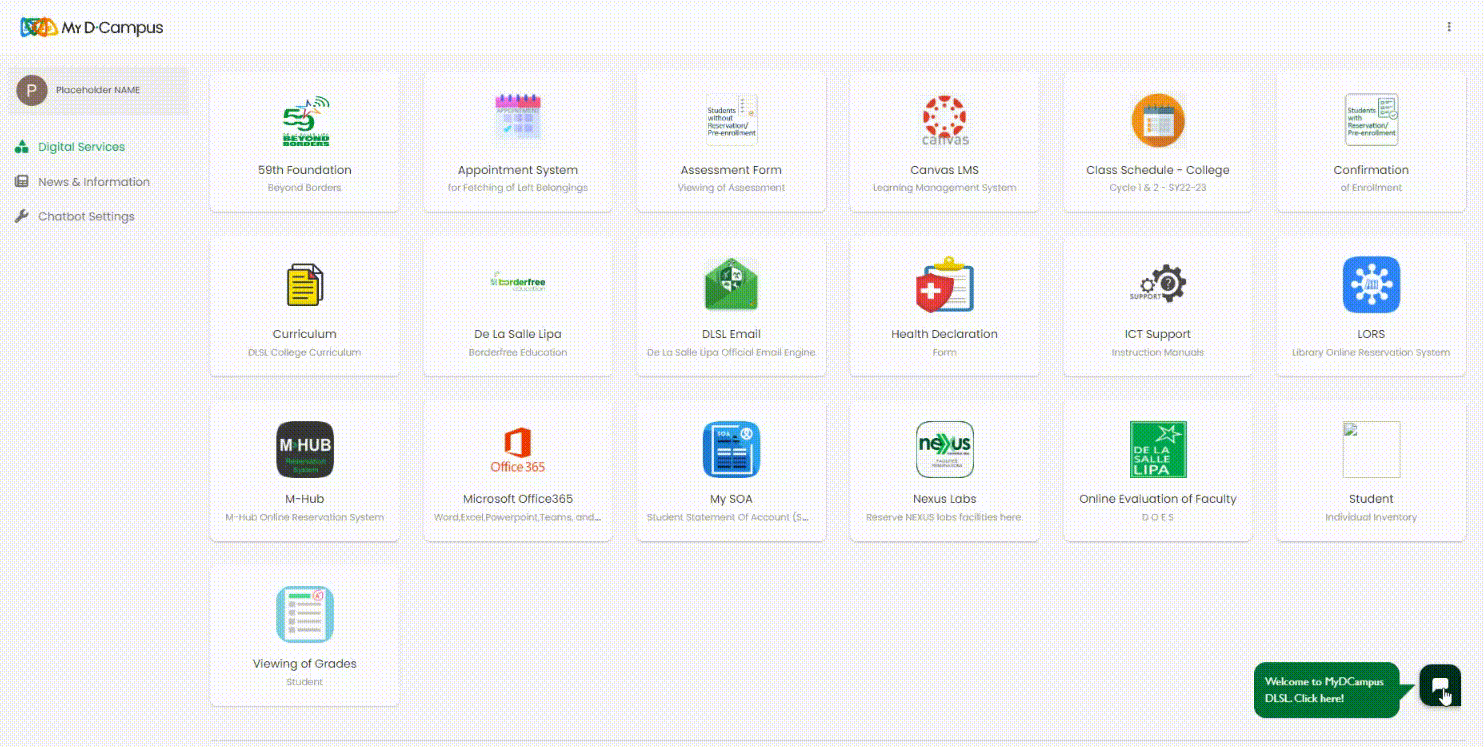 My D-Campus
P
Placeholder NAME
Digital Services
News & Information
Chatbot Settings
59
BEYOND
BORDERS
59th Foundation
Beyond Borders
APPOINTMENT
Appointment System
for Fetching of Left Belongings
Students
without
Reservation/
Pre-enrollment
Assessment Form
Viewing of Assessment
canvas
Canvas LMS
Learning Management System
Class Schedule - College
Cycle 1 & 2 - SY22-23
Students
with
Reservation/
Pre-enrollment
Confirmation
of Enrollment
Curriculum
DLSL College Curriculum
borderfree
education
De La Salle Lipa
Borderfree Education
DLSL Email
De La Salle Lipa Official Email Engine
Health Declaration
Form
SUPPORT
ICT Support
Instruction Manuals
LORS
Library Online Reservation System
M-HUB
Reservation
System
M-Hub
M-Hub Online Reservation System
Office 365
Microsoft Office365
Word,Excel,Powerpoint,Teams, and...
SOA
My SOA
Student Statement Of Account (S...
nexus
Nexus Labs
Reserve NEXUS labs facilities here.
DE LA
SALLE
LIPA
Online Evaluation of Faculty
D O E S
Student
Individual Inventory
Viewing of Grades
Student
Welcome to MyDCampus
DLSL. Click here!